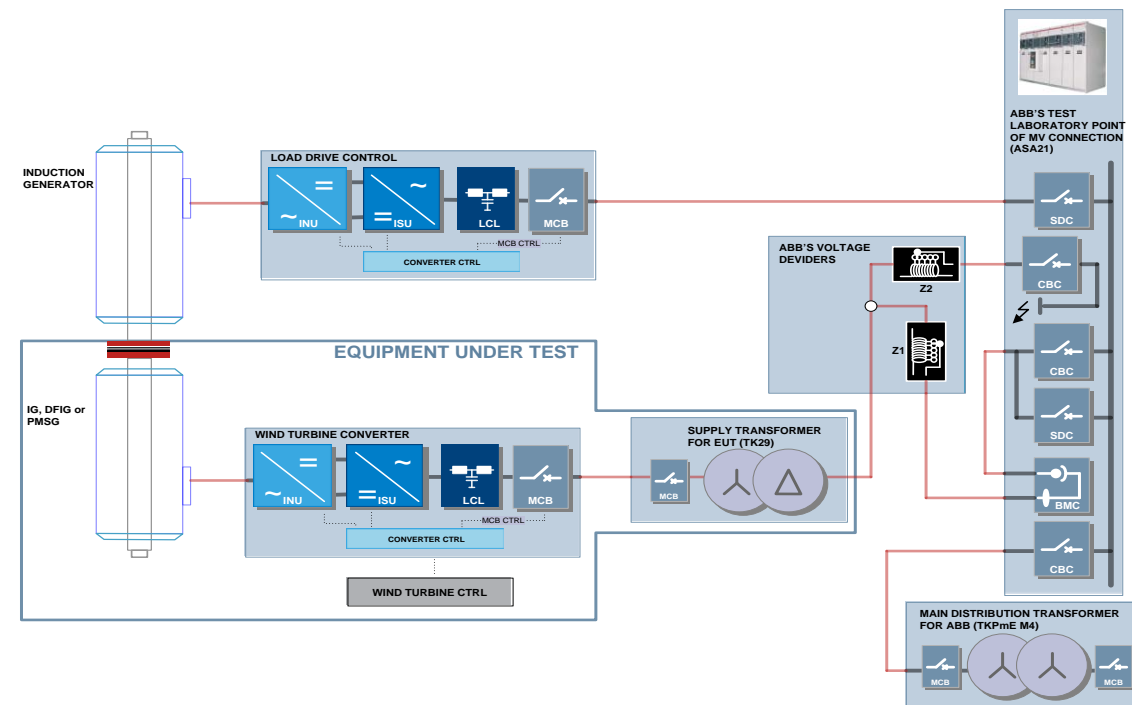 ABB'S TEST
LABORATORY POINT
OF MV CONNECTION
(ASA21)
INDUCTION
GENERATOR
LOAD DRIVE CONTROL
INU
ISU
LCL
MCB
MCB CTRL
CONVERTER CTRL
SDC
ABB'S VOLTAGE
DEVIDERS
Z2
CBC
Z1
EQUIPMENT UNDER TEST
CBC
IG, DFIG or
PMSG
WIND TURBINE CONVERTER
INU
ISU
LCL
MCB
MCB CTRL
CONVERTER CTRL
WIND TURBINE CTRL
SUPPLY TRANSFORMER
FOR EUT (TK29)
MCB
SDC
BMC
CBC
MAIN DISTRIBUTION TRANSFORMER
FOR ABB (TKPmE M4)
MCB
MCB